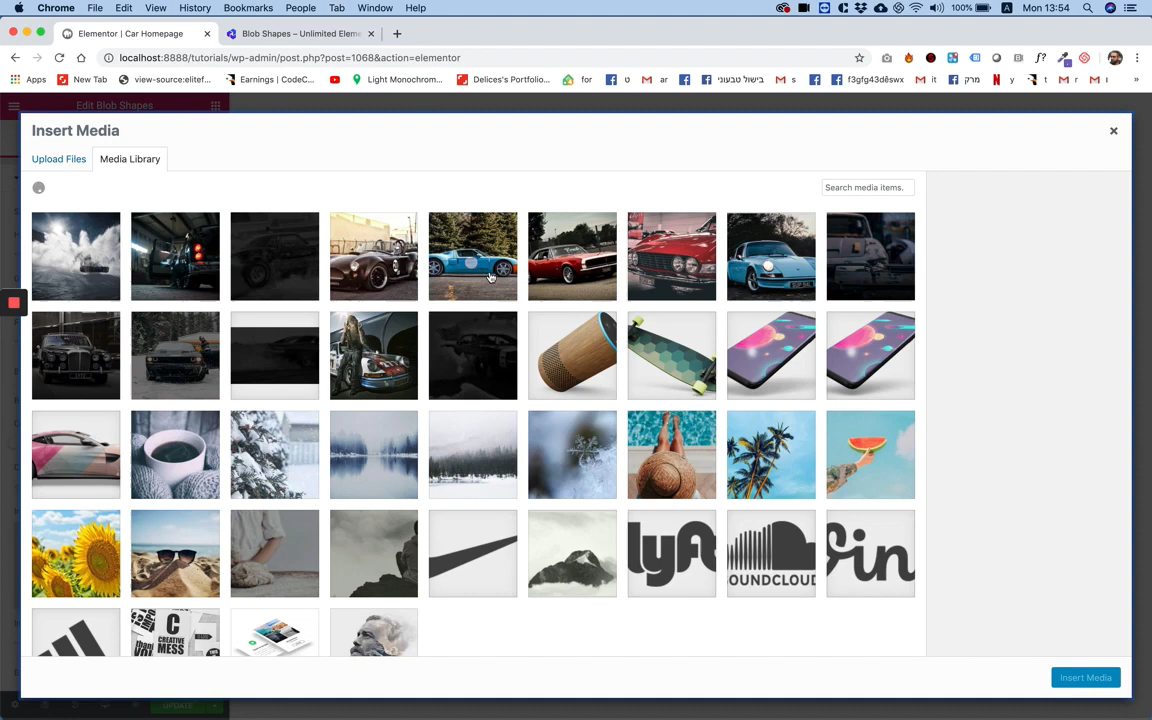 Chrome File Edit View History Bookmarks People Tab Window Help 100% A Mon 13:54
Elementor | Car Homepage Blob Shapes – Unlimited Eleme
localhost:8888/tutorials/wp-admin/post.php?post=1068&action=elementor f?
Apps New Tab view-source:elitef... Earnings | CodeC... Light Monochrom... Delices's Portfolio... for ט ar בישול טבעוני s f3gfg43dêswx it מרק y t r »
Edit Blob Shapes
Insert Media
Upload Files Media Library
Search media items.
lyft
SOUNDCLOUD
C
CREATIVE
MESS
Insert Media
UPDATE